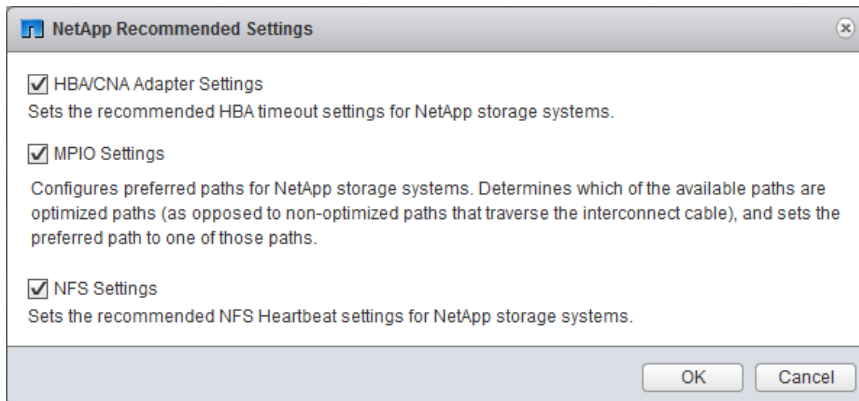 NetApp Recommended Settings
HBA/CNA Adapter Settings
Sets the recommended HBA timeout settings for NetApp storage systems.
MPIO Settings
Configures preferred paths for NetApp storage systems. Determines which of the available paths are
optimized paths (as opposed to non-optimized paths that traverse the interconnect cable), and sets the
preferred path to one of those paths.
NFS Settings
Sets the recommended NFS Heartbeat settings for NetApp storage systems.
OK Cancel